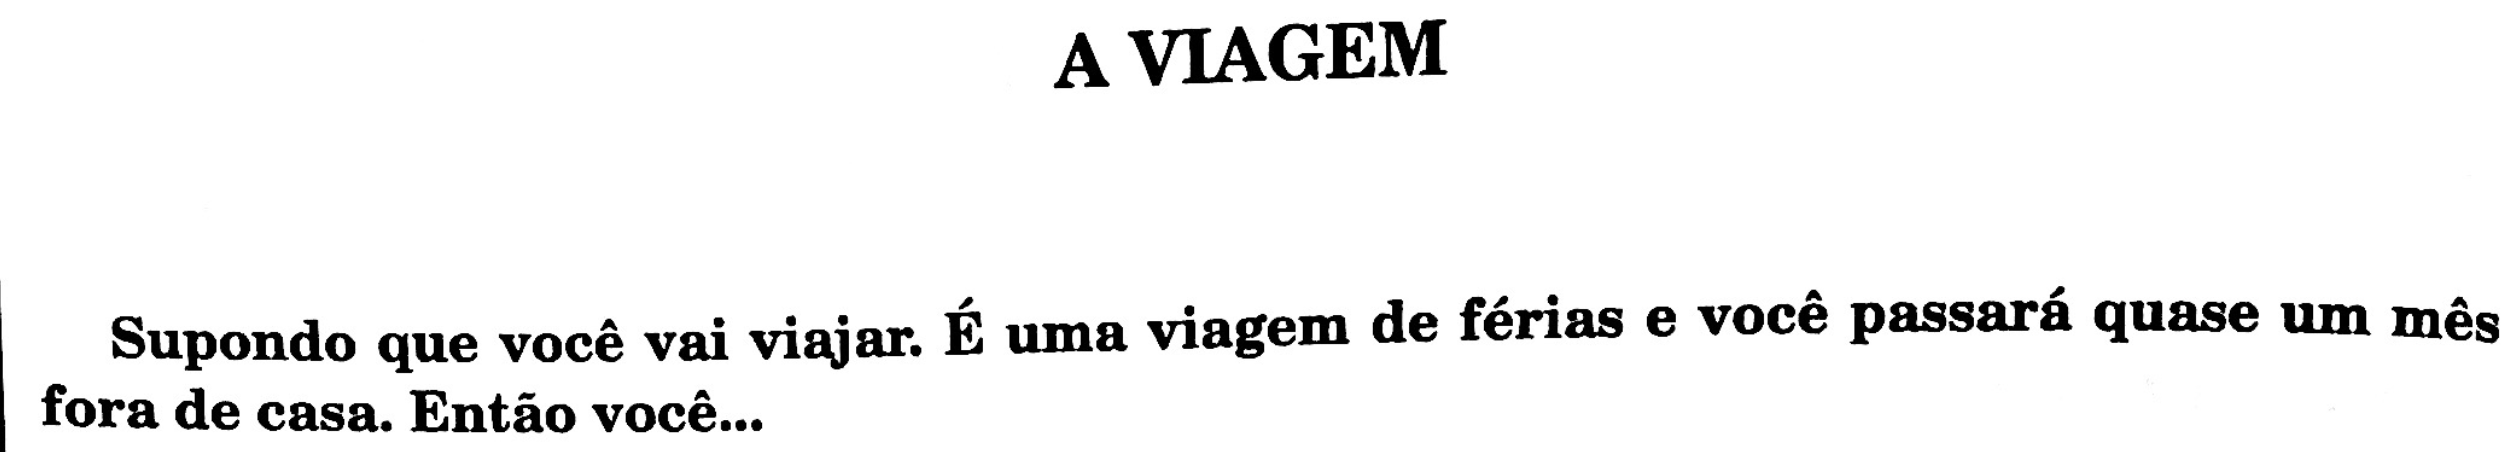 A VIAGEM
Supondo que você vai viajar. É uma viagem de férias e você passará quase um mês
fora de casa. Então você...